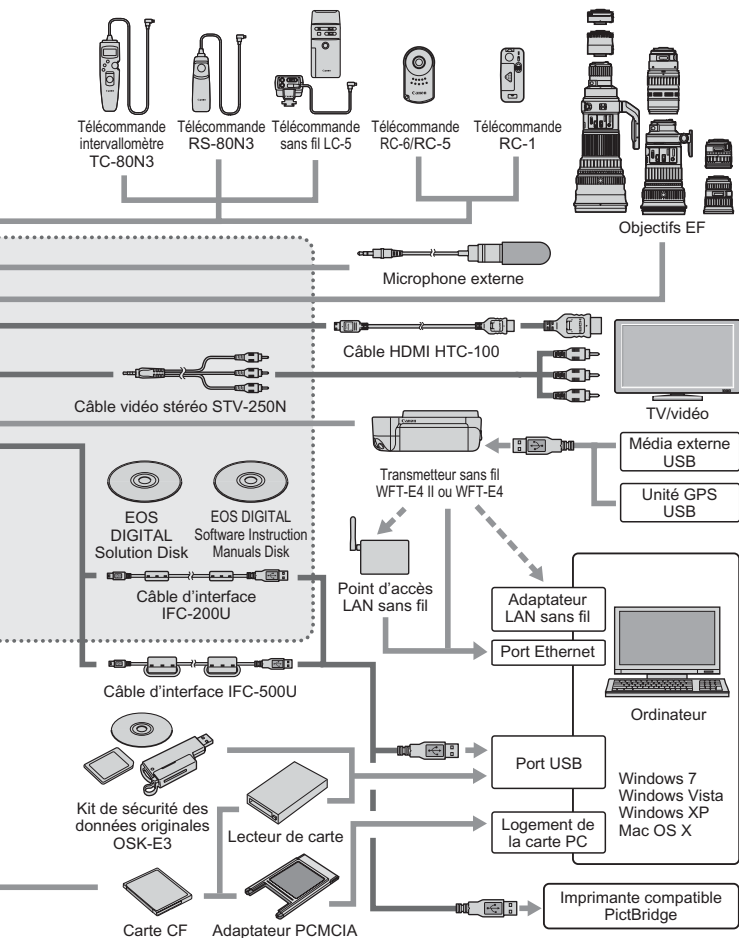 Télécommande
intervallomètre
TC-80N3
Télécommande
RS-80N3
Télécommande
sans fil LC-5
Télécommande
RC-6/RC-5
Télécommande
RC-1
Objectifs EF
Microphone externe
Câble HDMI HTC-100
Câble vidéo stéréo STV-250N
TV/vidéo
Transmetteur sans fil
WFT-E4 II ou WFT-E4
Média externe
USB
Unité GPS
USB
EOS
DIGITAL
Solution Disk
EOS DIGITAL
Software Instruction
Manuals Disk
Câble d'interface
IFC-200U
Point d'accès
LAN sans fil
Adaptateur
LAN sans fil
Port Ethernet
Ordinateur
Câble d'interface IFC-500U
Port USB
Windows 7
Windows Vista
Windows XP
Mac OS X
Kit de sécurité des
données originales
OSK-E3
Lecteur de carte
Logement de
la carte PC
Carte CF
Adaptateur PCMCIA
Imprimante compatible
PictBridge